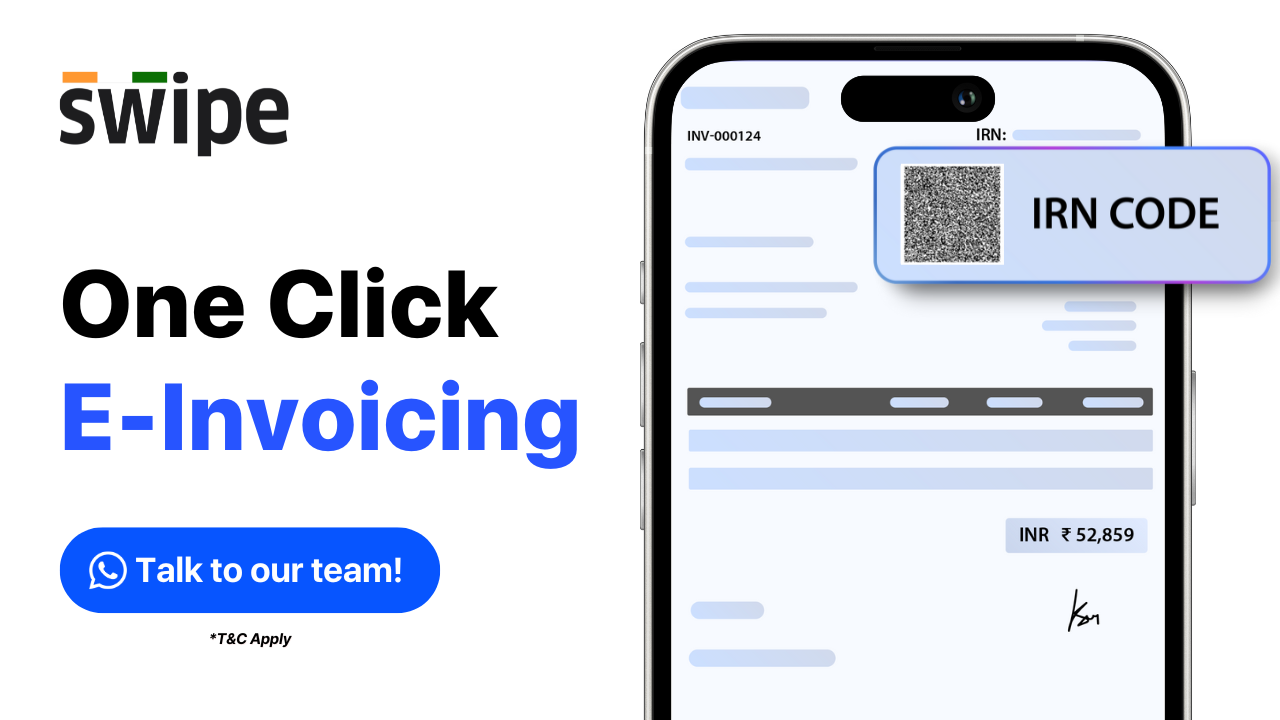 swipe
One Click
E-Invoicing
Talk to our team!
*T&C Apply
INV-000124
IRN:
IRN CODE
INR ₹ 52,859